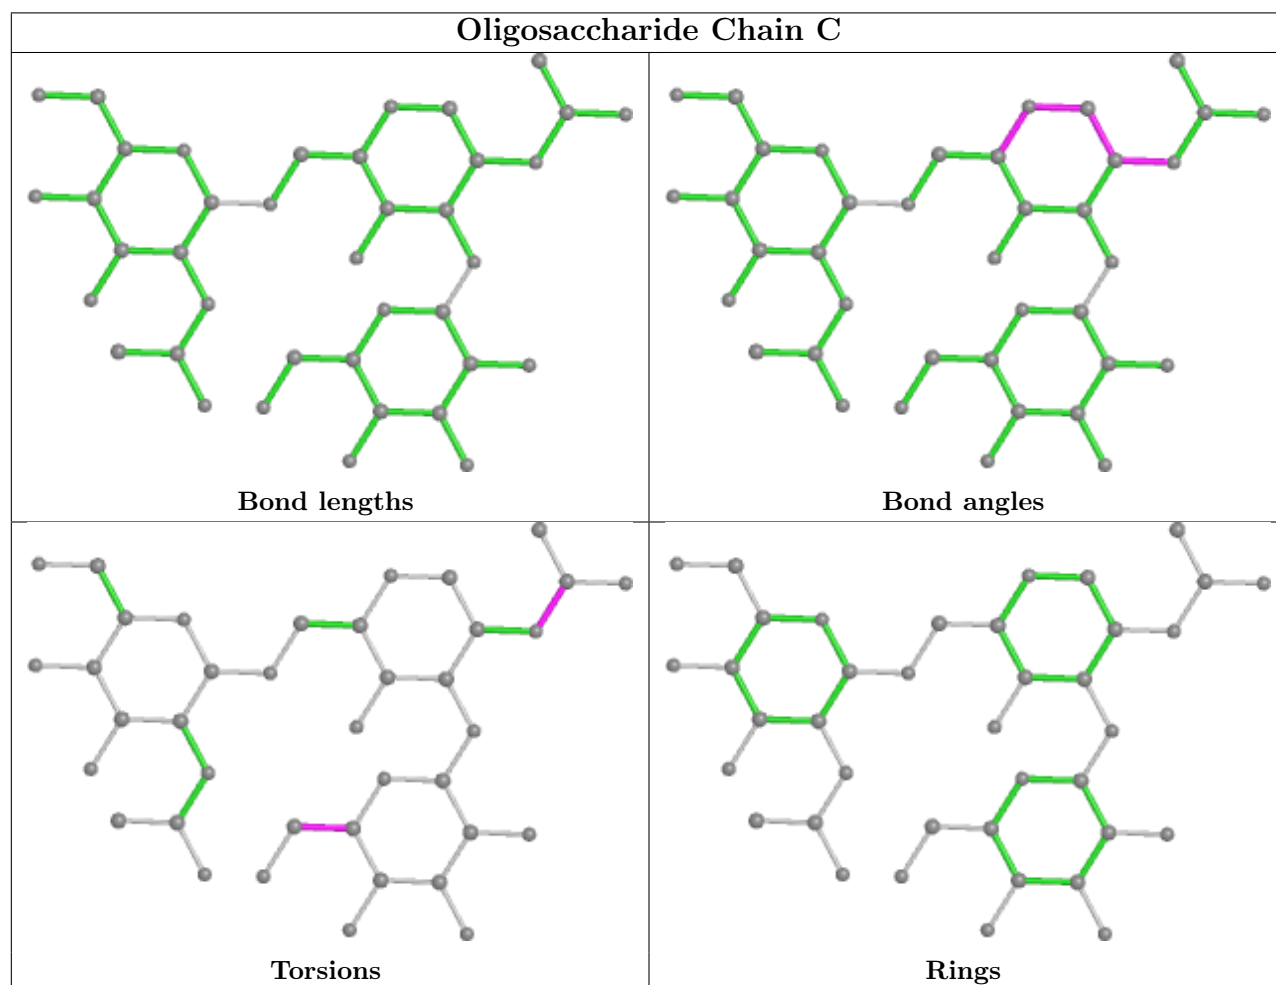 Oligosaccharide Chain C
Bond lengths
Bond angles
Torsions
Rings